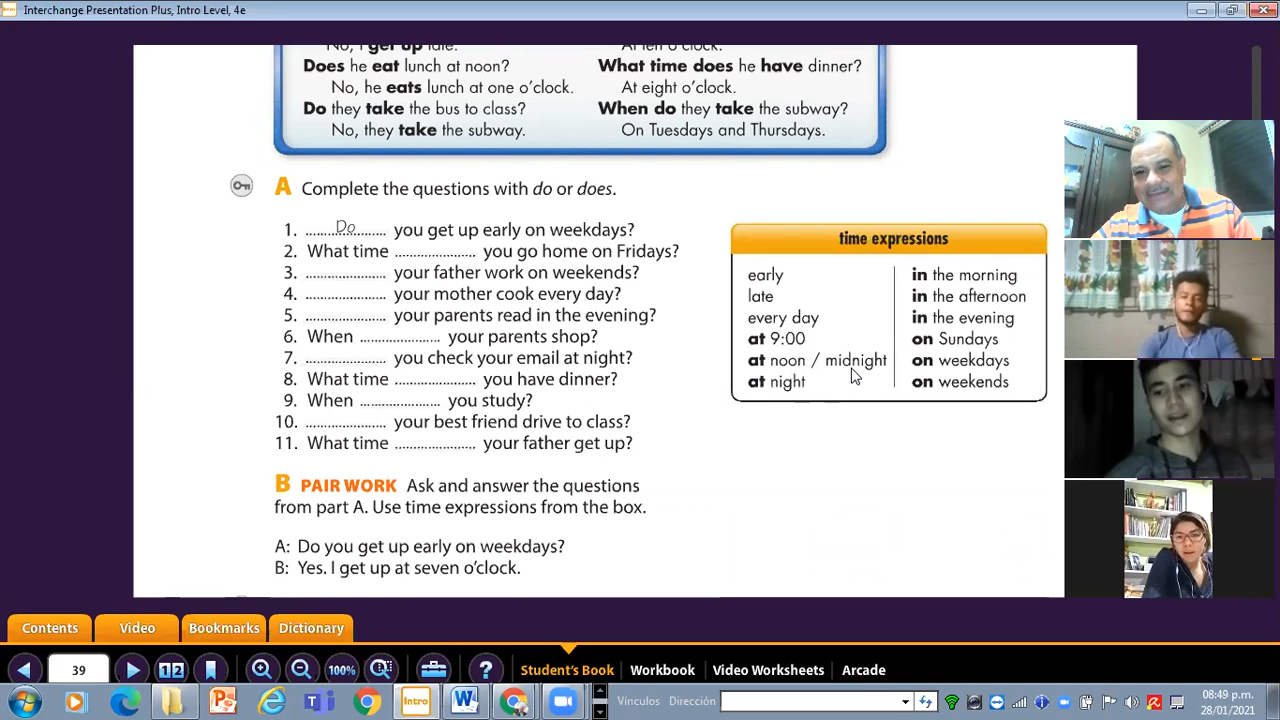 Interchange Presentation Plus, Intro Level, 4e
No, I get up late.
At ten o'clock.
Does he eat lunch at noon?
What time does he have dinner?
No, he eats lunch at one o'clock.
At eight o'clock.
Do they take the bus to class?
When do they take the subway?
No, they take the subway.
On Tuesdays and Thursdays.
A Complete the questions with do or does.
1. ....Do.... you get up early on weekdays?
2. What time .................... you go home on Fridays?
3. .................... your father work on weekends?
4. .................... your mother cook every day?
5. .................... your parents read in the evening?
6. When .................... your parents shop?
7. .................... you check your email at night?
8. What time .................... you have dinner?
9. When .................... you study?
10. .................... your best friend drive to class?
11. What time .................... your father get up?
time expressions
early
late
every day
at 9:00
at noon / midnight
at night
in the morning
in the afternoon
in the evening
on Sundays
on weekdays
on weekends
B PAIR WORK Ask and answer the questions
from part A. Use time expressions from the box.
A: Do you get up early on weekdays?
B: Yes. I get up at seven o'clock.
Contents Video Bookmarks Dictionary
39 12 100% ? Student's Book Workbook Video Worksheets Arcade
Intro Vínculos Dirección 08:49 p.m.
28/01/2021